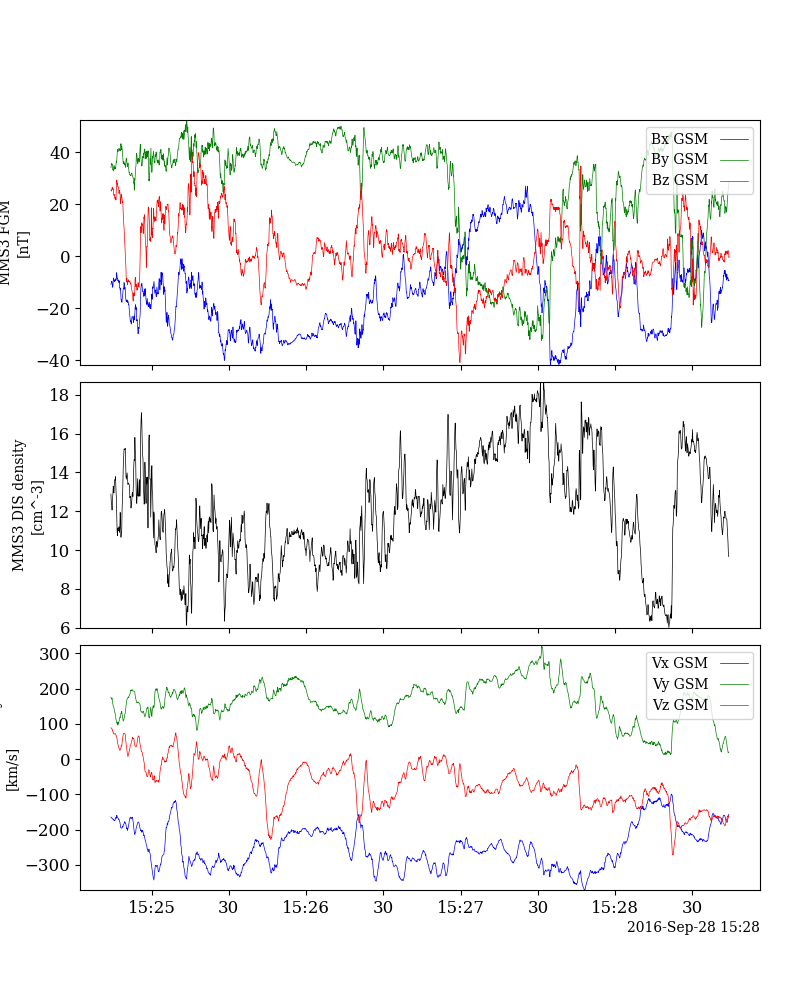 40
20
0
−20
−40
MMS3 FGM
[nT]
Bx GSM
By GSM
Bz GSM
18
16
14
12
10
8
6
MMS3 DIS density
[cm^-3]
300
200
100
0
−100
−200
−300
[km/s]
Vx GSM
Vy GSM
Vz GSM
15:25
30
15:26
30
15:27
30
15:28
30
2016-Sep-28 15:28